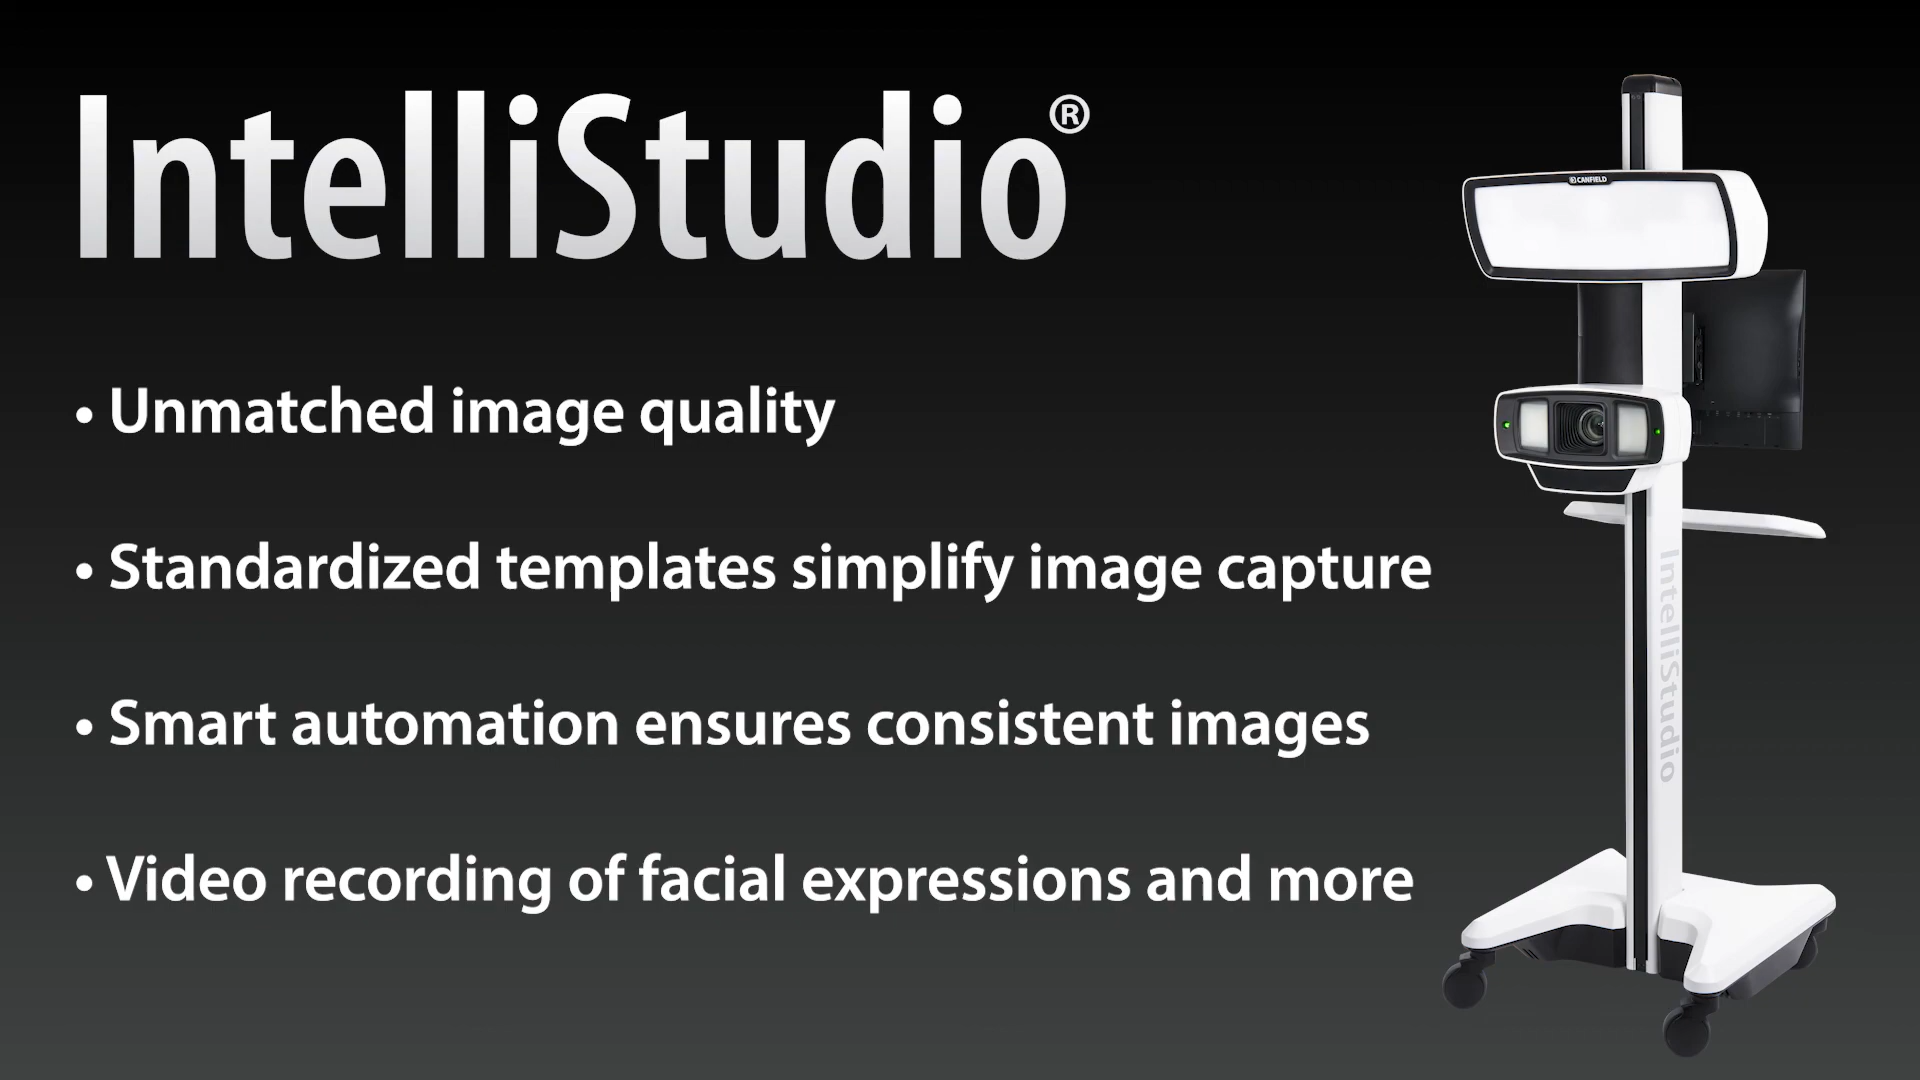 IntelliStudio®
• Unmatched image quality
• Standardized templates simplify image capture
• Smart automation ensures consistent images
• Video recording of facial expressions and more
CANFIELD
IntelliStudio